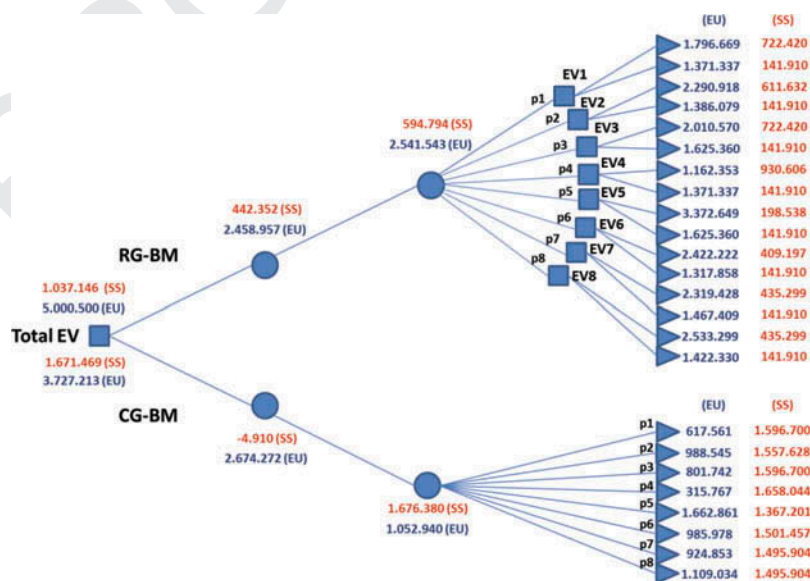 (EU) (SS)
1.796.669 722.420
1.371.337 141.910
EV1
2.290.918 611.632
p1
EV2
1.386.079 141.910
p2
594.794 (SS)
EV3
2.010.570 722.420
2.541.543 (EU)
p3
1.625.360 141.910
EV4
1.162.353 930.606
p4
1.371.337 141.910
p5
EV5
3.372.649 198.538
442.352 (SS)
p6
EV6
1.625.360 141.910
2.458.957 (EU)
p7
EV7
2.422.222 409.197
RG-BM
p8
EV8
1.317.858 141.910
1.037.146 (SS)
2.319.428 435.299
5.000.500 (EU)
1.467.409 141.910
Total EV
2.533.299 435.299
1.671.469 (SS)
1.422.330 141.910
3.727.213 (EU)
CG-BM
(EU) (SS)
p1 617.561 1.596.700
-4.910 (SS)
p2 988.545 1.557.628
2.674.272 (EU)
p3 801.742 1.596.700
p4 315.767 1.658.044
1.676.380 (SS)
p5 1.662.861 1.367.201
1.052.940 (EU)
p6 985.978 1.501.457
p7 924.853 1.495.904
p8 1.109.034 1.495.904